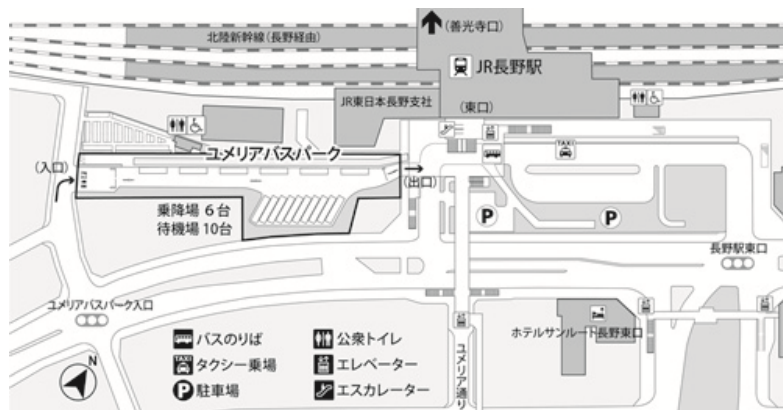 (善光寺口)
北陸新幹線(長野経由)
JR長野駅
JR東日本長野支社
(東口)
ユメリアバスパーク
TAXI
(入口)
(出口)
乗降場 6台
待機場 10台
P
P
長野駅東口
ユメリアバスパーク入口
ホテルサンルート長野東口
ユメリア通り
N
バスのりば
公衆トイレ
TAXI
タクシー乗場
エレベーター
P
駐車場
エスカレーター